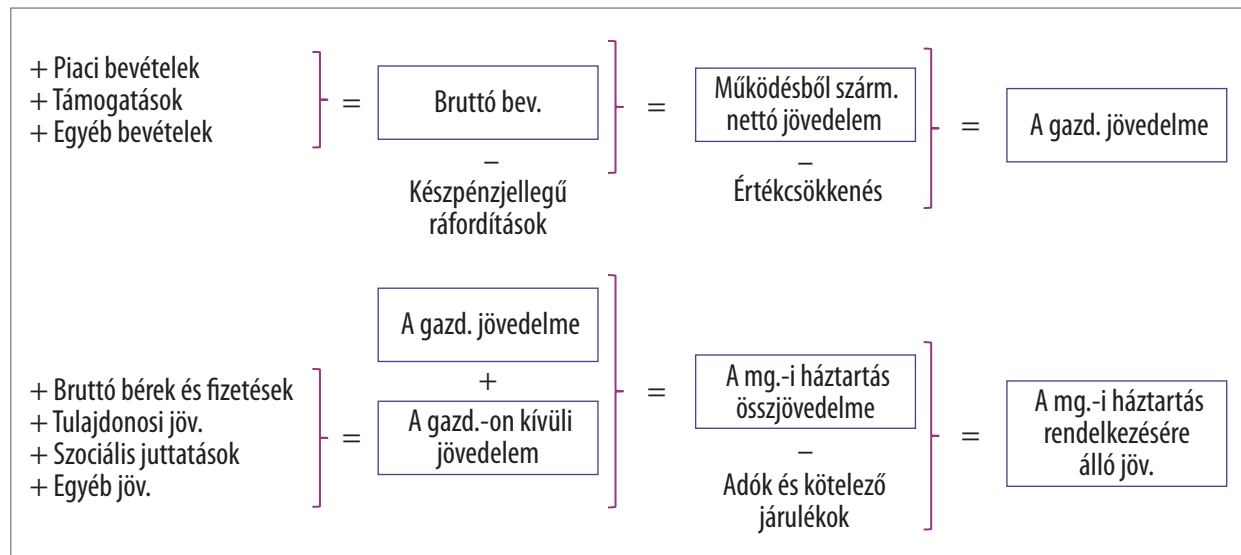 + Piaci bevételek
+ Támogatások
+ Egyéb bevételek
=
Bruttó bev.
–
Készpénzjellegű
ráfordítások
=
Működésből szárm.
nettó jövedelem
–
Értékcsökkenés
=
A gazd. jövedelme
+ Bruttó bérek és fizetések
+ Tulajdonosi jöv.
+ Szociális juttatások
+ Egyéb jöv.
=
A gazd. jövedelme
+
A gazd.-on kívüli
jövedelem
=
A mg.-i háztartás
összjövedelme
–
Adók és kötelező
járulékok
=
A mg.-i háztartás
rendelkezésére
álló jöv.